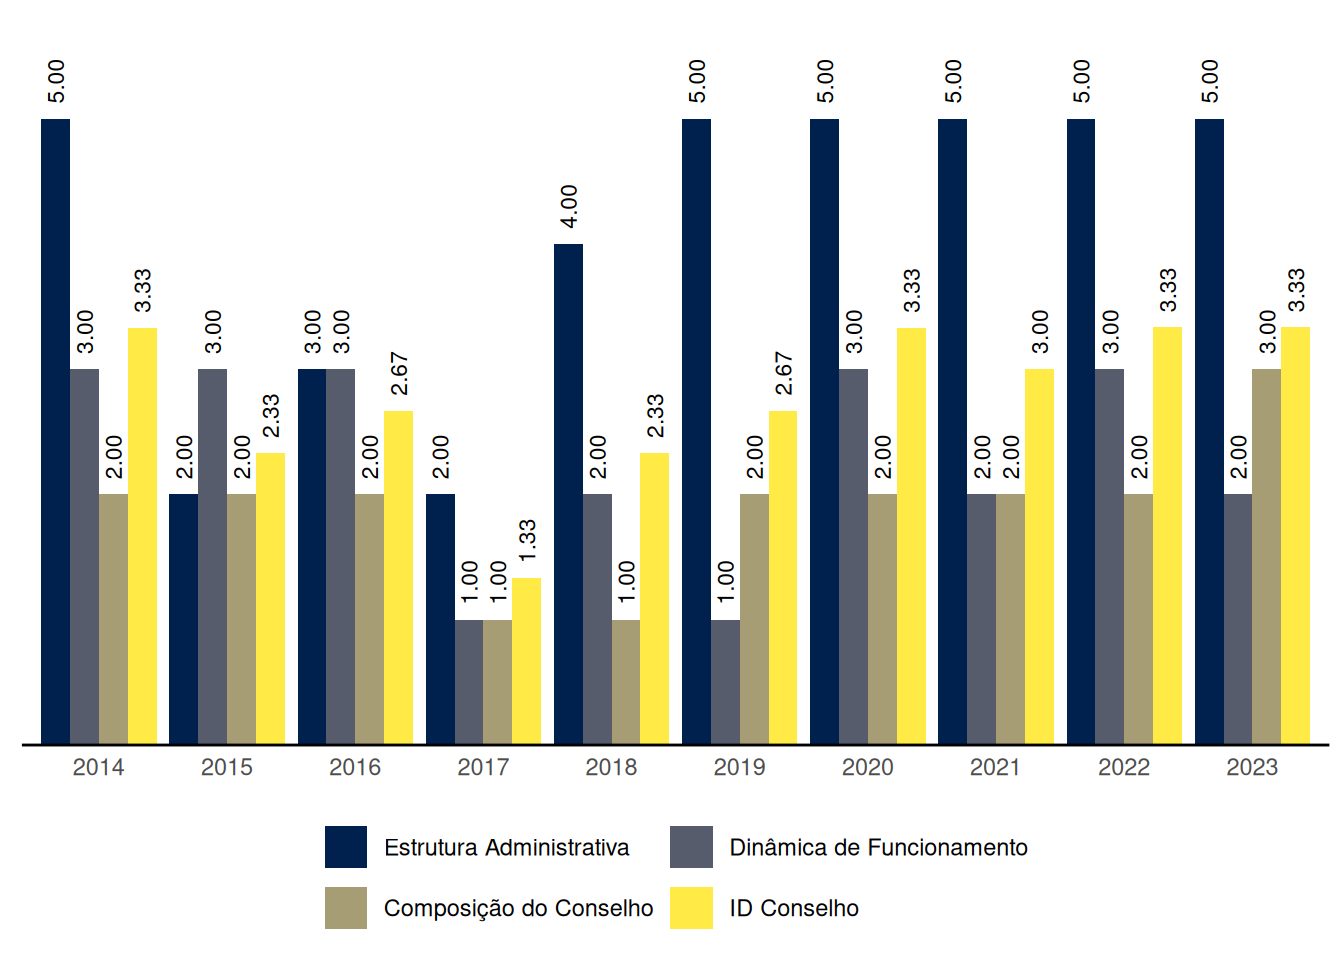 5.00 3.00 2.00 3.33 2.00 3.00 2.00 2.33 3.00 3.00 2.00 2.67 2.00 1.00 1.00 1.33 4.00 2.00 1.00 2.33 5.00 1.00 2.00 2.67 5.00 3.00 2.00 3.33 5.00 2.00 2.00 3.00 5.00 3.00 2.00 3.33 5.00 2.00 3.00 3.33
2014 2015 2016 2017 2018 2019 2020 2021 2022 2023
Estrutura Administrativa Dinâmica de Funcionamento
Composição do Conselho ID Conselho